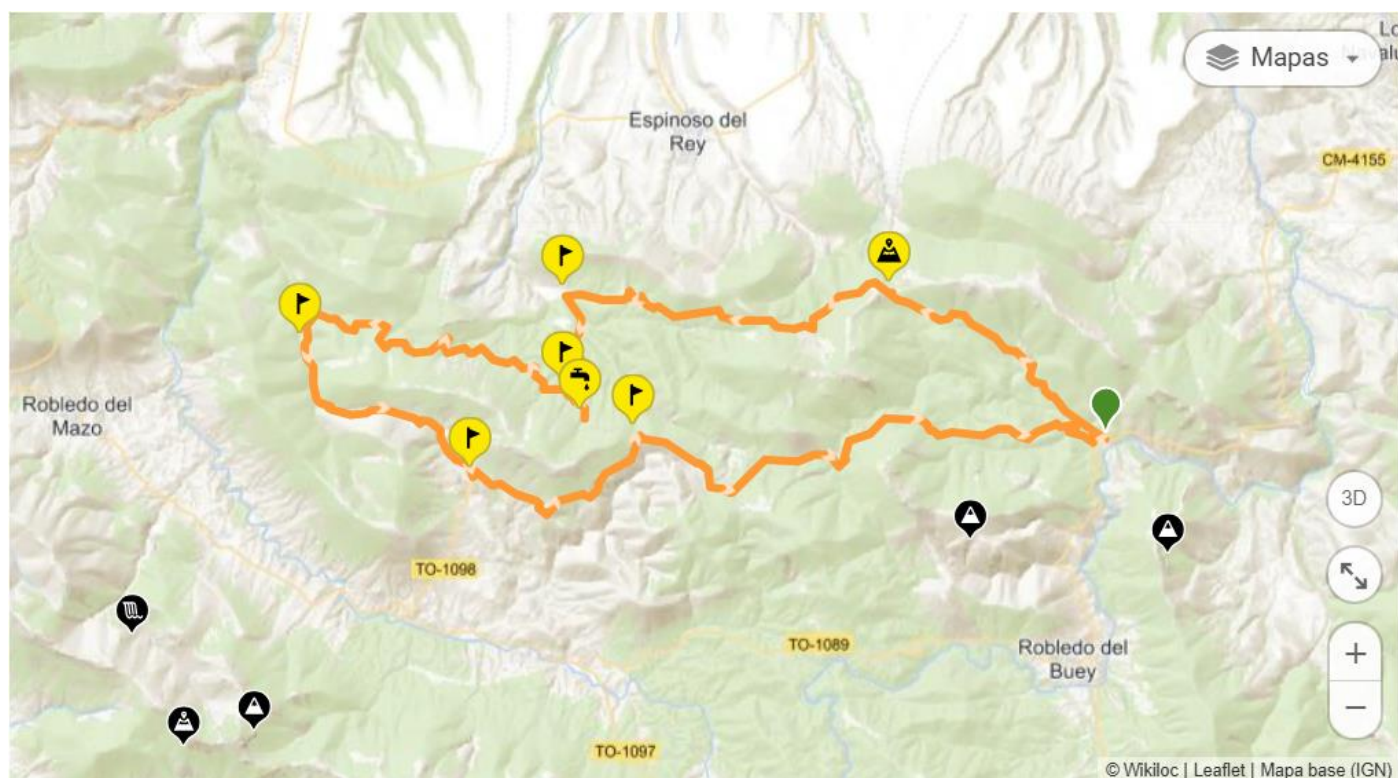 Mapas
Espinoso del
Rey
CM-4155
Robledo del
Mazo
3D
TO-1098
TO-1089
Robledo del
Buey
+
−
TO-1097
© Wikiloc | Leaflet | Mapa base (IGN)